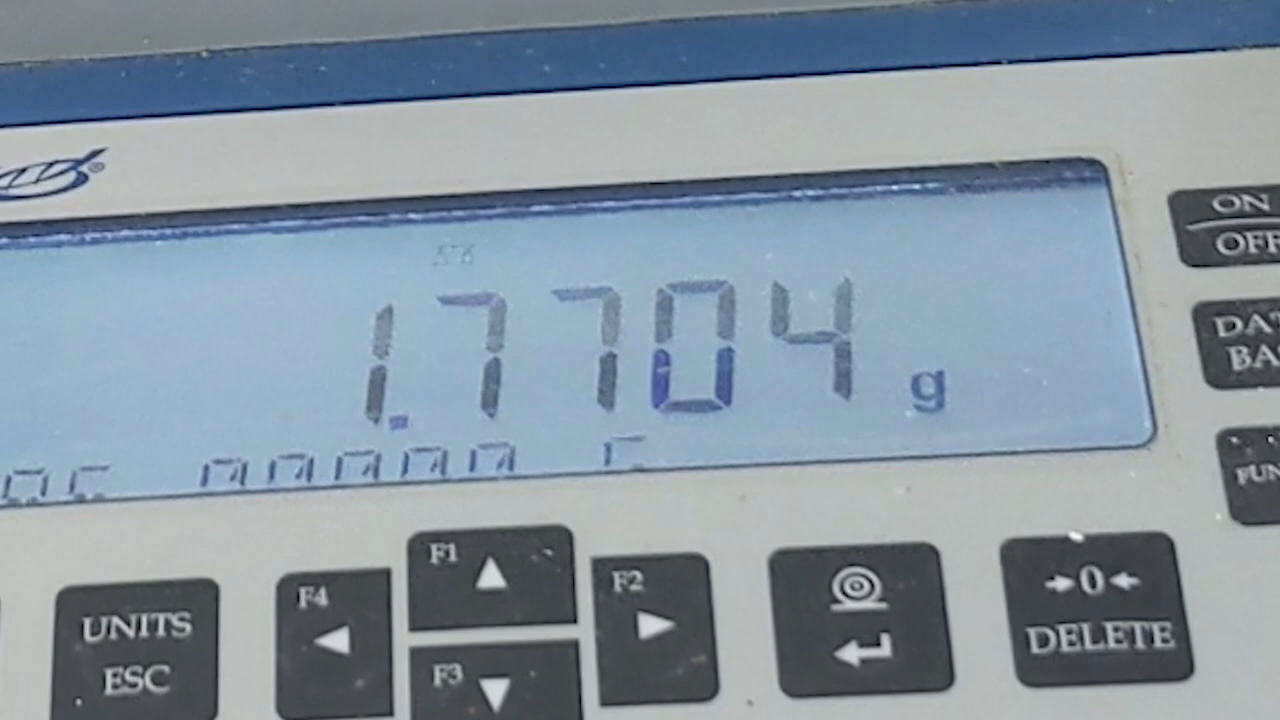 1.7704 g
ON
OFF
UNITS
ESC
F4
F1
F2
F3
→0←
DELETE